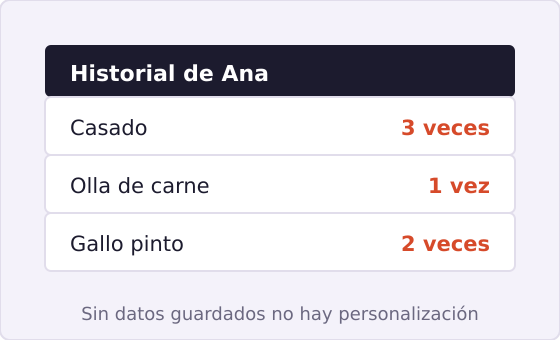 Historial de Ana
Casado 3 veces
Olla de carne 1 vez
Gallo pinto 2 veces
Sin datos guardados no hay personalización